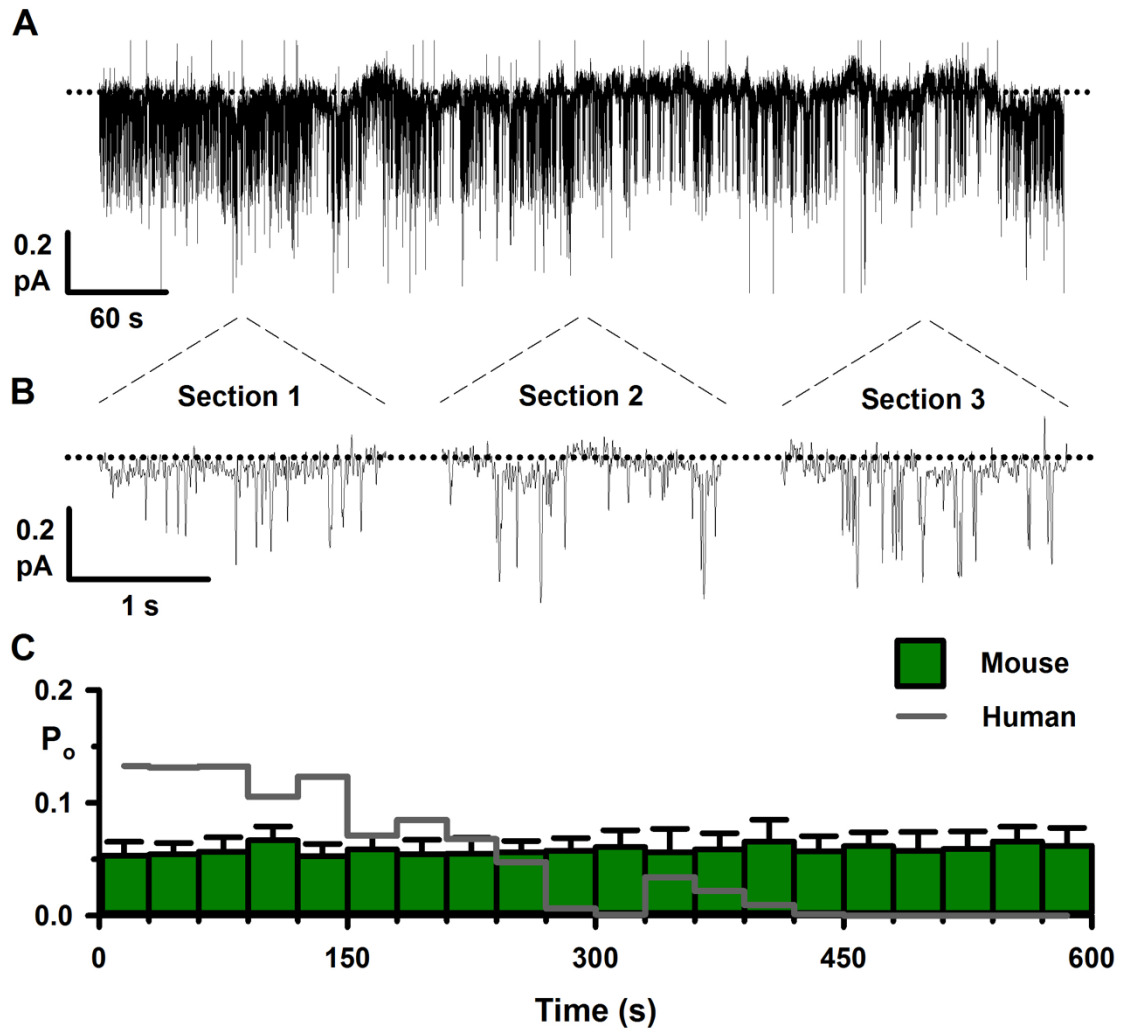 A
0.2
pA
60 s
B
Section 1
Section 2
Section 3
0.2
pA
1 s
C
Mouse
Human
0.2
Po
0.1
0.0
0
150
300
450
600
Time (s)